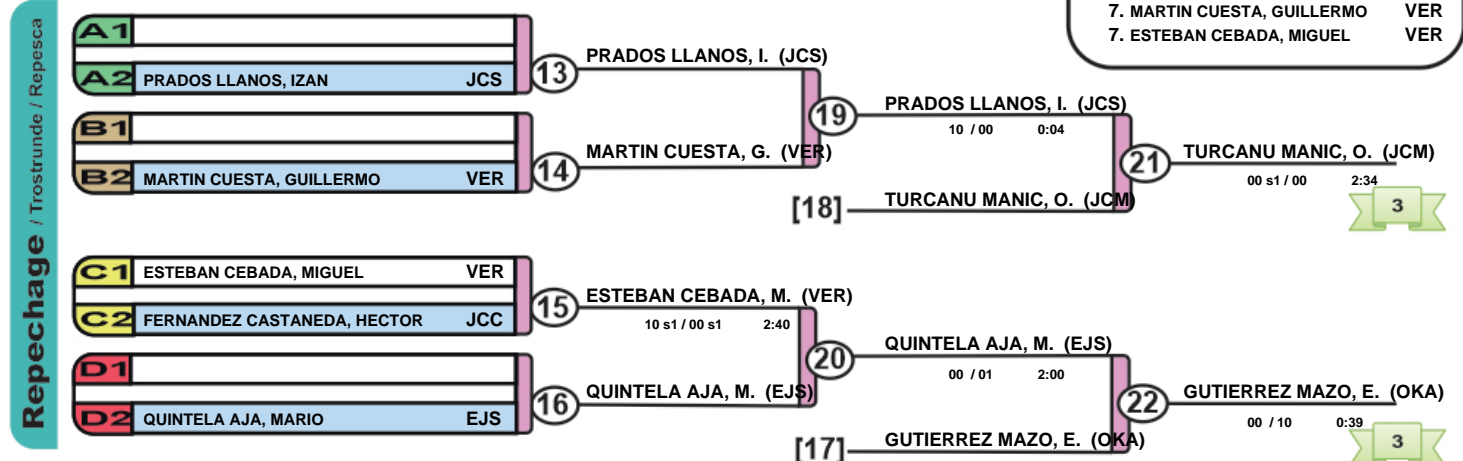 7. MARTIN CUESTA, GUILLERMO VER
7. ESTEBAN CEBADA, MIGUEL VER
Repechage / Trostrunde / Repesca
A1
A2 PRADOS LLANOS, IZAN JCS
13
PRADOS LLANOS, I. (JCS)
B1
B2 MARTIN CUESTA, GUILLERMO VER
14
MARTIN CUESTA, G. (VER)
19
PRADOS LLANOS, I. (JCS)
10 / 00 0:04
[18]
TURCANU MANIC, O. (JCM)
21
TURCANU MANIC, O. (JCM)
00 s1 / 00 2:34
3
C1 ESTEBAN CEBADA, MIGUEL VER
C2 FERNANDEZ CASTANEDA, HECTOR JCC
15
ESTEBAN CEBADA, M. (VER)
10 s1 / 00 s1 2:40
D1
D2 QUINTELA AJA, MARIO EJS
16
QUINTELA AJA, M. (EJS)
20
QUINTELA AJA, M. (EJS)
00 / 01 2:00
[17]
GUTIERREZ MAZO, E. (OKA)
22
GUTIERREZ MAZO, E. (OKA)
00 / 10 0:39
3